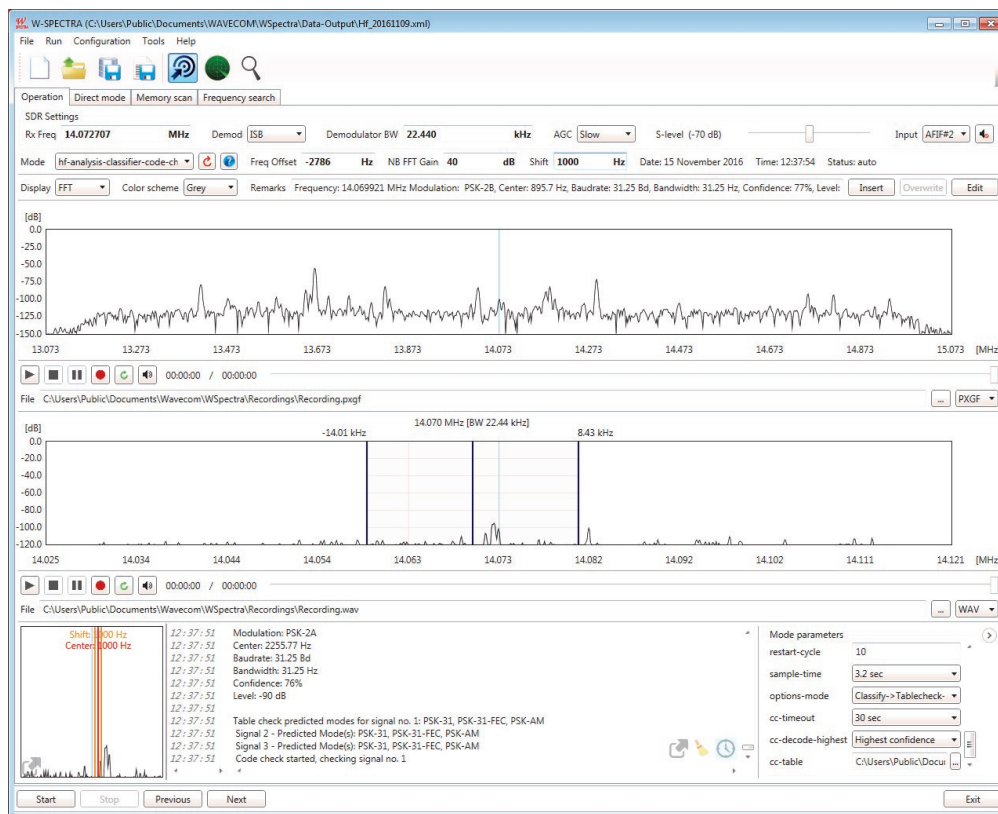 W-SPECTRA (C:\Users\Public\Documents\WAVECOM\WSpectra\Data-Output\Hf_20161109.xml)
File Run Configuration Tools Help
Operation Direct mode Memory scan Frequency search
SDR Settings
Rx Freq 14.072707 MHz Demod ISB Demodulator BW 22.440 kHz AGC Slow S-level (-70 dB) Input AFIF#2
Mode hf-analysis-classifier-code-ch Freq Offset -2786 Hz NB FFT Gain 40 dB Shift 1000 Hz Date: 15 November 2016 Time: 12:37:54 Status: auto
Display FFT Color scheme Grey Remarks Frequency: 14.069921 MHz Modulation: PSK-2B, Center: 895.7 Hz, Baudrate: 31.25 Bd, Bandwidth: 31.25 Hz, Confidence: 77%, Level: Insert Overwrite Edit
[dB]
0.0
-25.0
-50.0
-75.0
-100.0
-125.0
-150.0
13.073 13.273 13.473 13.673 13.873 14.073 14.273 14.473 14.673 14.873 15.073 [MHz
00:00:00 / 00:00:00
File C:\Users\Public\Documents\Wavecom\WSpectra\Recordings\Recording.pxgf ... PXGF
14.070 MHz [BW 22.44 kHz]
[dB] -14.01 kHz 8.43 kHz
0.0
-20.0
-40.0
-60.0
-80.0
-100.0
-120.0
14.025 14.034 14.044 14.054 14.063 14.073 14.082 14.092 14.102 14.111 14.121 [MHz
00:00:00 / 00:00:00
File C:\Users\Public\Documents\Wavecom\WSpectra\Recordings\Recording.wav ... WAV
Shift: 1000 Hz
Center: 1000 Hz
12:37:51 Modulation: PSK-2A
12:37:51 Center: 2255.77 Hz
12:37:51 Baudrate: 31.25 Bd
12:37:51 Bandwidth: 31.25 Hz
12:37:51 Confidence: 76%
12:37:51 Level: -90 dB
12:37:51
12:37:51 Table check predicted modes for signal no. 1: PSK-31, PSK-31-FEC, PSK-AM
12:37:51 Signal 2 - Predicted Mode(s): PSK-31, PSK-31-FEC, PSK-AM
12:37:51 Signal 3 - Predicted Mode(s): PSK-31, PSK-31-FEC, PSK-AM
12:37:51 Code check started, checking signal no. 1
Mode parameters
restart-cycle 10
sample-time 3.2 sec
options-mode Classify->Tablecheck-
cc-timeout 30 sec
cc-decode-highest Highest confidence
cc-table C:\Users\Public\Docu ...
Start Stop Previous Next Exit